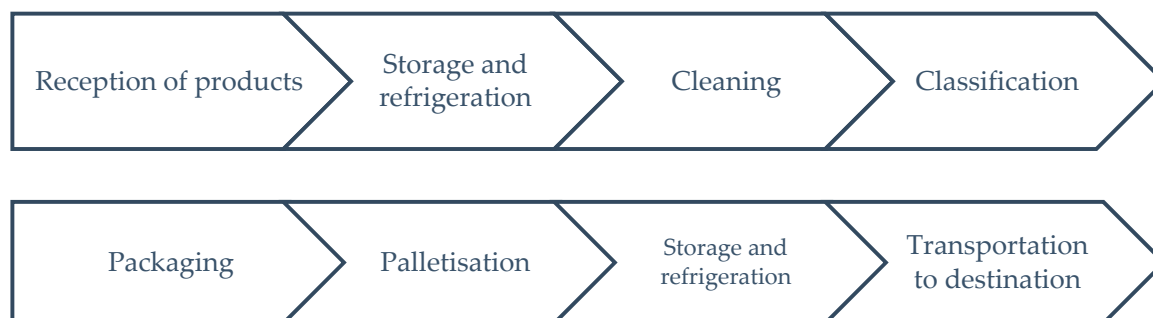 Reception of products
Storage and
refrigeration
Cleaning
Classification
Packaging
Palletisation
Storage and
refrigeration
Transportation
to destination